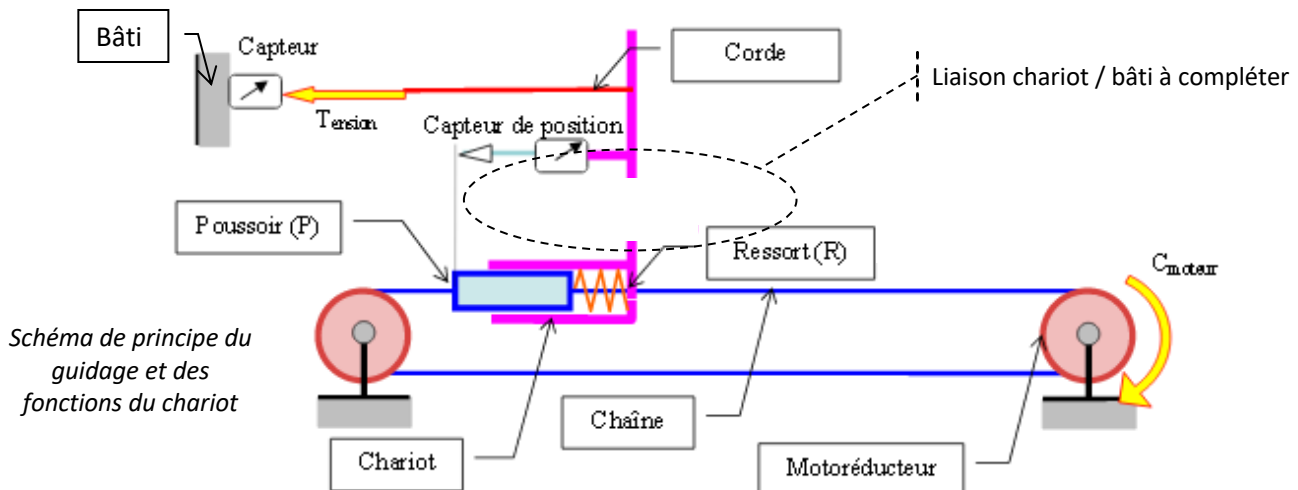 Bâti
Capteur
Corde
Liaison chariot / bâti à compléter
Tension
Capteur de position
Poussoir (P)
Ressort (R)
Cmoteur
Schéma de principe du
guidage et des
fonctions du chariot
Chaîne
Chariot
Motoréducteur